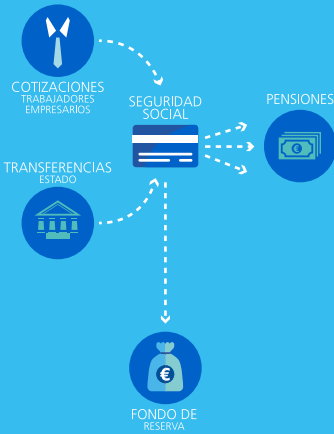 COTIZACIONES
TRABAJADORES
EMPRESARIOS
SEGURIDAD
SOCIAL
PENSIONES
€
TRANSFERENCIAS
ESTADO
€
FONDO DE
RESERVA